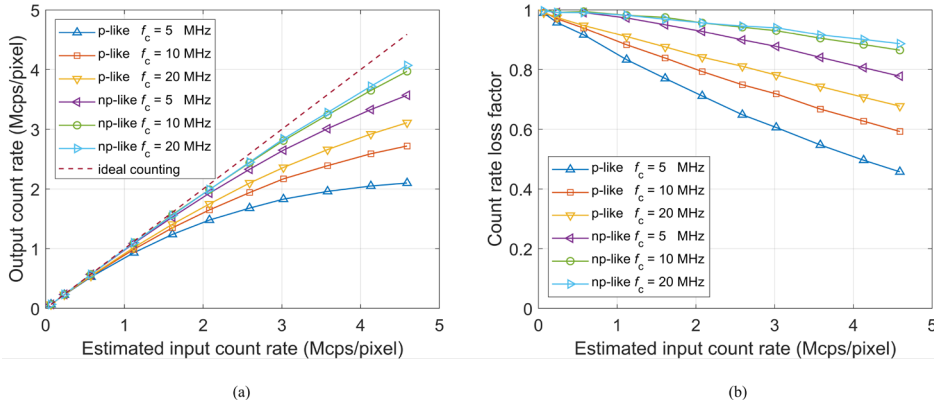 5
4
3
2
1
0
Output count rate (Mcps/pixel)
p-like f_c = 5 MHz
p-like f_c = 10 MHz
p-like f_c = 20 MHz
np-like f_c = 5 MHz
np-like f_c = 10 MHz
np-like f_c = 20 MHz
ideal counting
0 1 2 3 4 5
Estimated input count rate (Mcps/pixel)
(a)
1
0.8
0.6
0.4
0.2
0
Count rate loss factor
p-like f_c = 5 MHz
p-like f_c = 10 MHz
p-like f_c = 20 MHz
np-like f_c = 5 MHz
np-like f_c = 10 MHz
np-like f_c = 20 MHz
0 1 2 3 4 5
Estimated input count rate (Mcps/pixel)
(b)